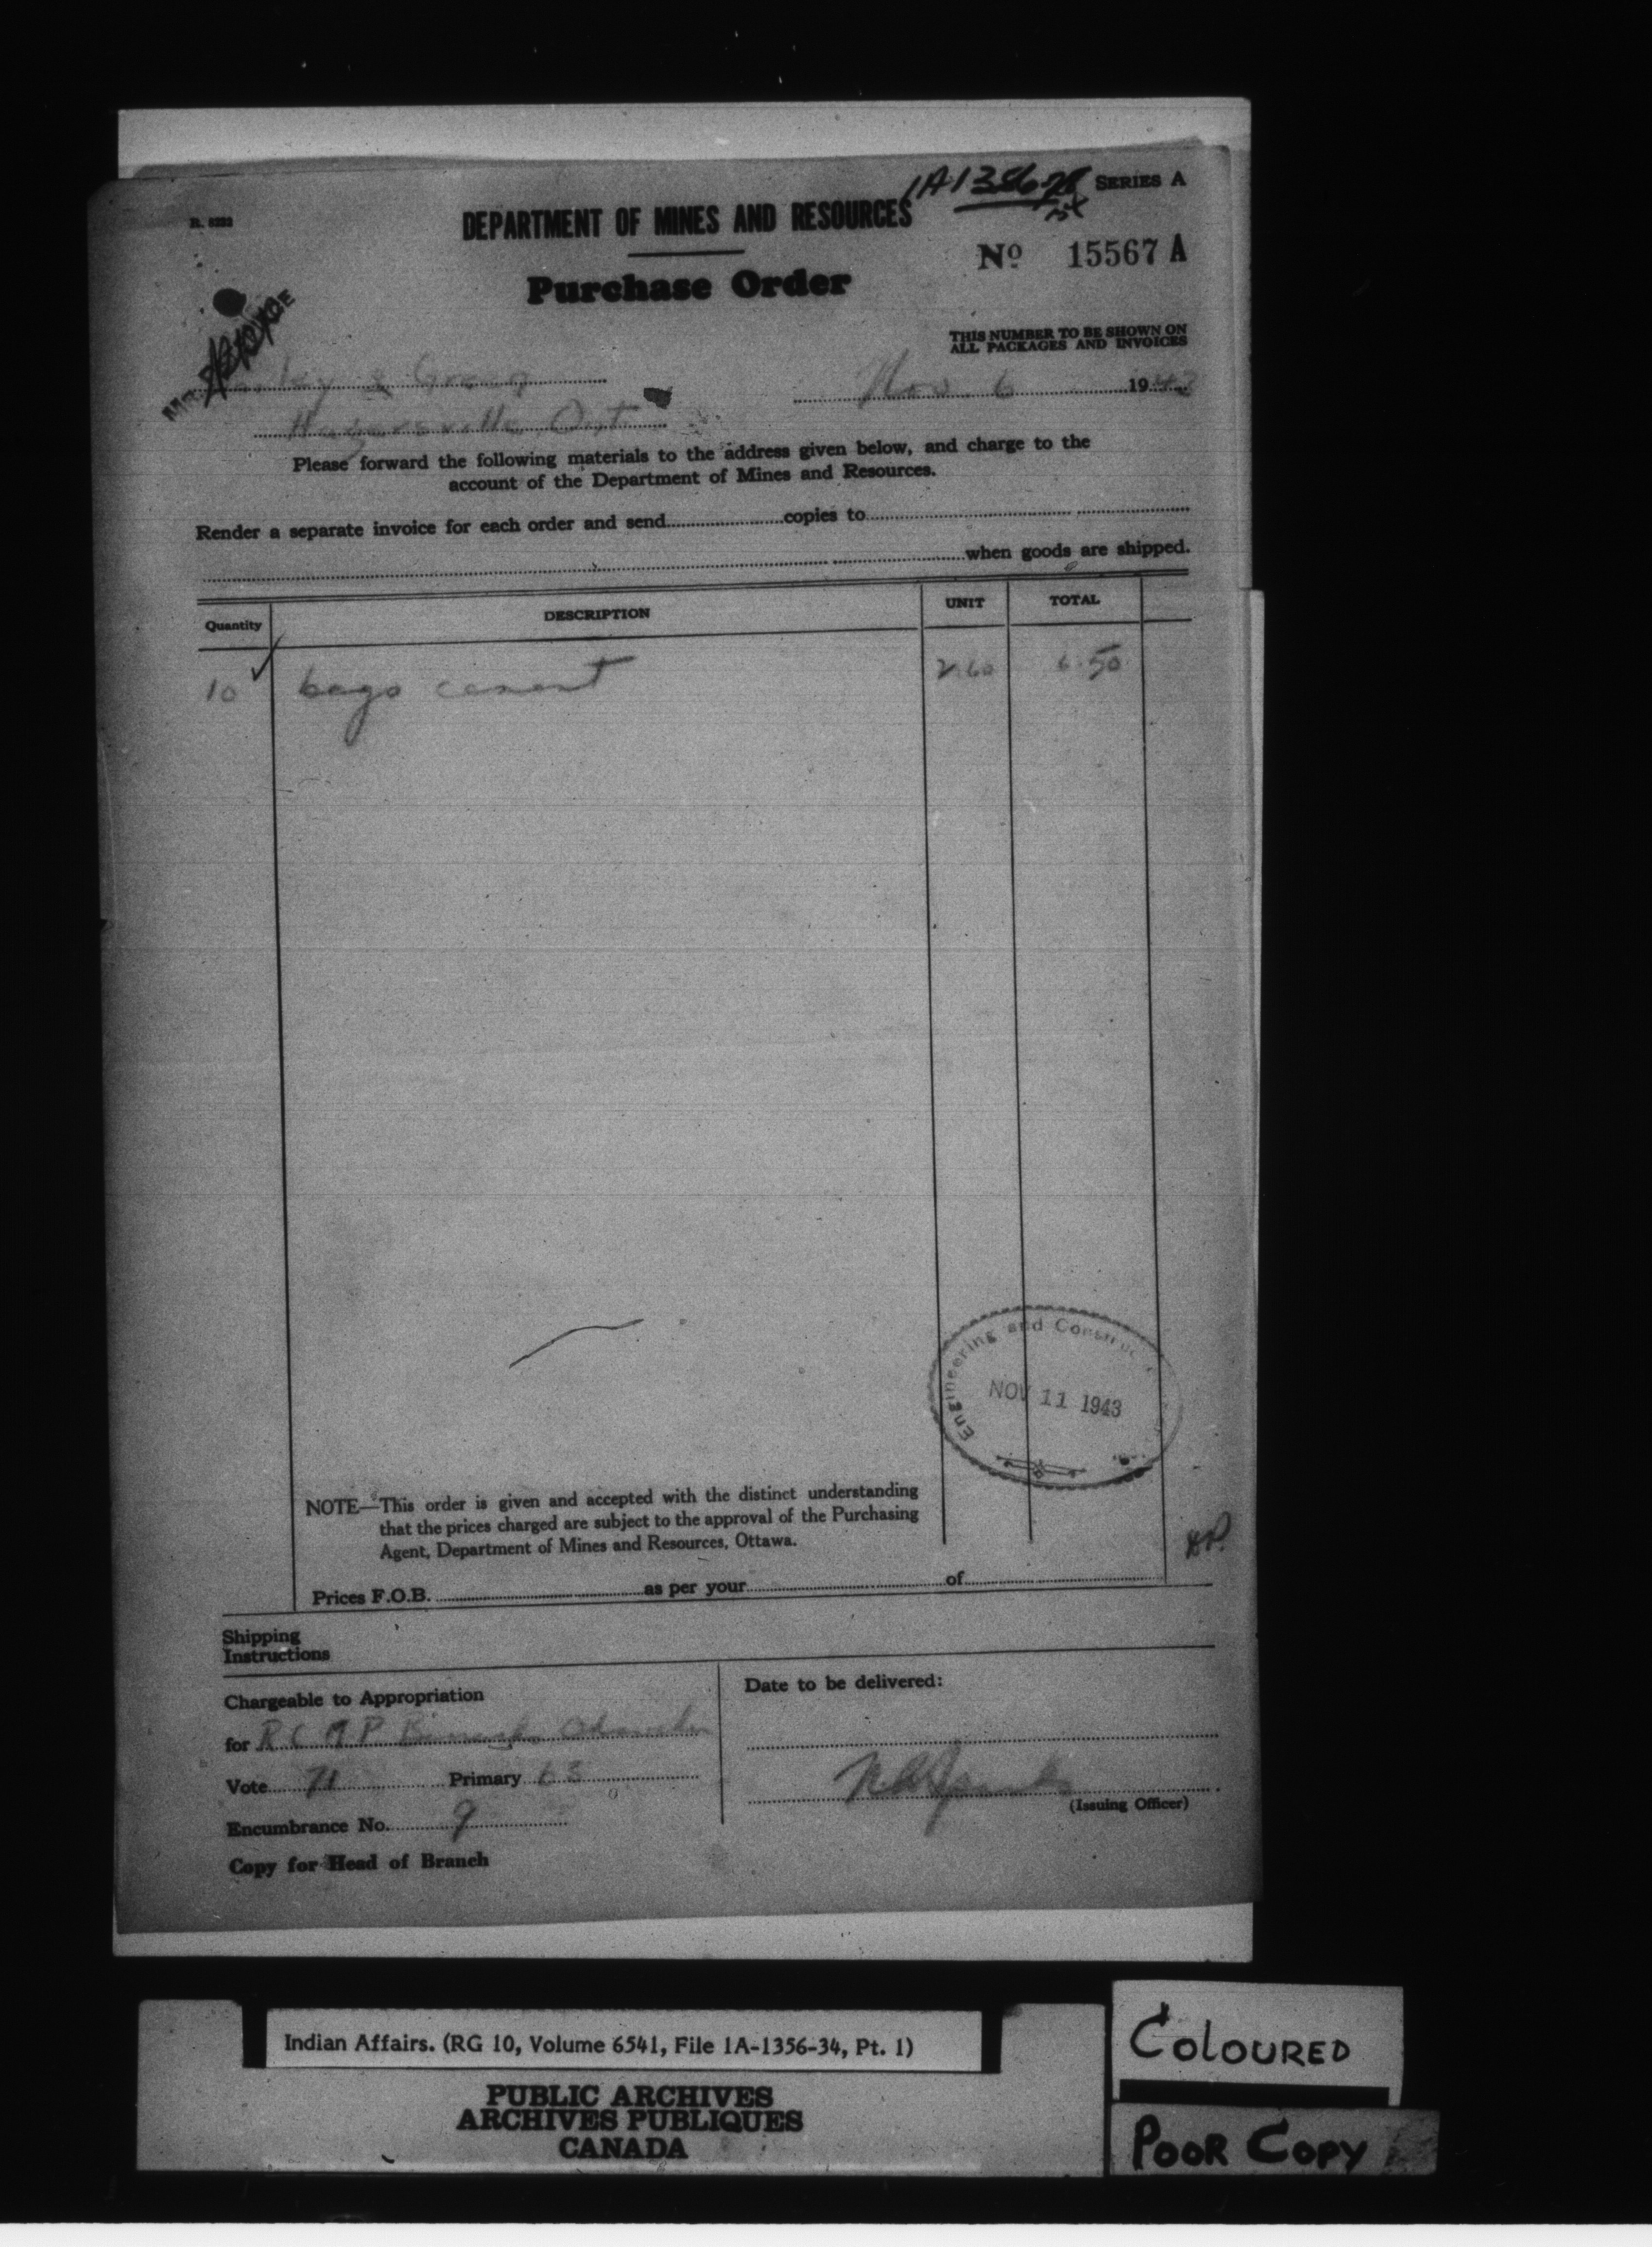 SERIES A
R. 8222
DEPARTMENT OF MINES AND RESOURCES
Nº 15567 A
Purchase Order
THIS NUMBER TO BE SHOWN ON
ALL PACKAGES AND INVOICES
& Green
Nov. 6 1943
Hagersville Ont.
Please forward the following materials to the address given below, and charge to the
account of the Department of Mines and Resources.
Render a separate invoice for each order and send copies to
when goods are shipped.
Quantity DESCRIPTION UNIT TOTAL
10 bags cement 2.60 6.50
Engineering and Construc
NOV 11 1943
NOTE—This order is given and accepted with the distinct understanding
that the prices charged are subject to the approval of the Purchasing
Agent, Department of Mines and Resources, Ottawa.
Prices F.O.B. as per your of
Shipping
Instructions
Chargeable to Appropriation
for R C M P
Vote 71 Primary 63
Encumbrance No. 9
Copy for Head of Branch
Date to be delivered:
(Issuing Officer)
Indian Affairs. (RG 10, Volume 6541, File 1A-1356-34, Pt. 1)
PUBLIC ARCHIVES
ARCHIVES PUBLIQUES
CANADA
COLOURED
POOR COPY